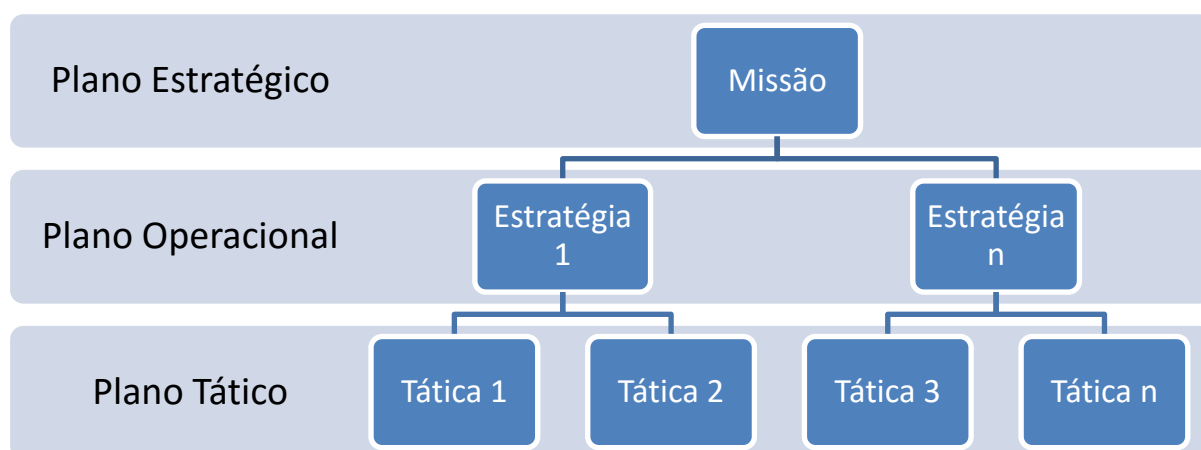 Plano Estratégico
Missão
Plano Operacional
Estratégia
1
Estratégia
n
Plano Tático
Tática 1
Tática 2
Tática 3
Tática n